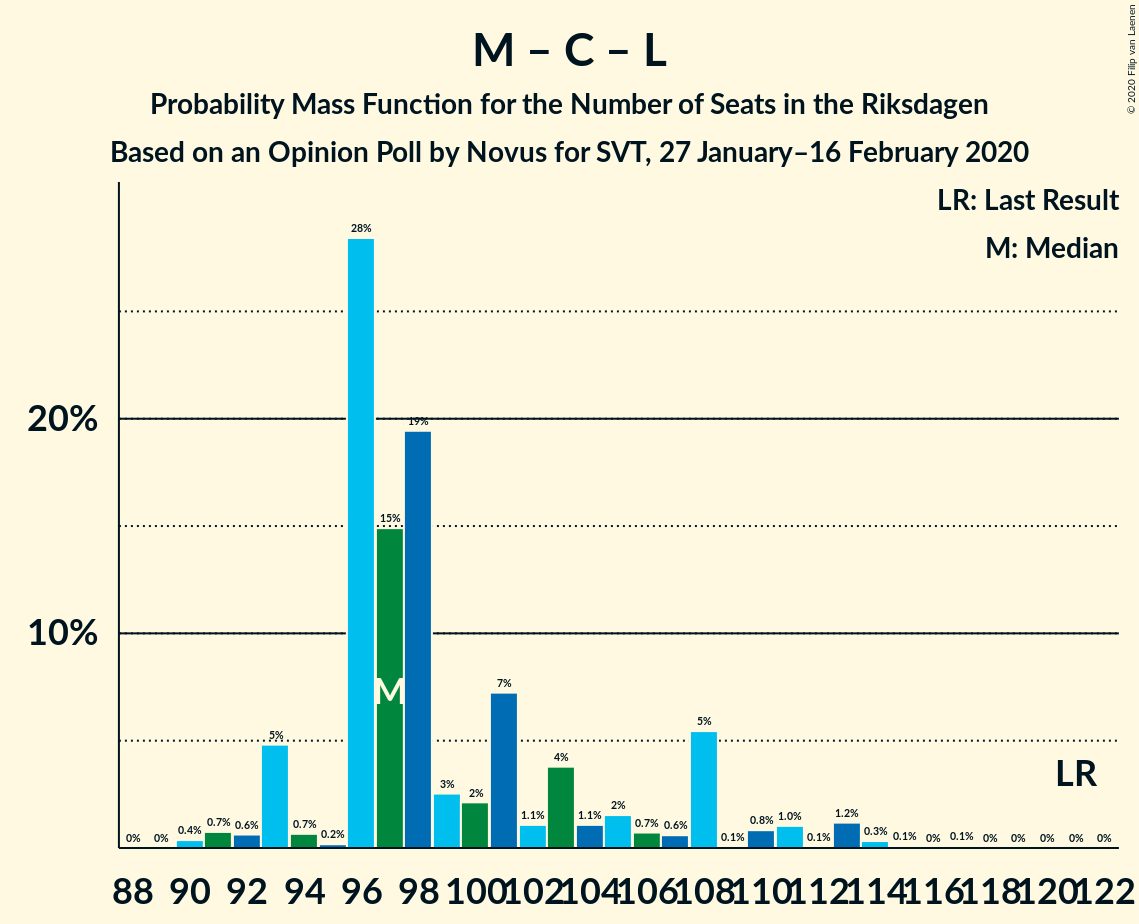 M – C – L
Probability Mass Function for the Number of Seats in the Riksdagen
Based on an Opinion Poll by Novus for SVT, 27 January–16 February 2020
© 2020 Filip van Laenen
LR: Last Result
M: Median
20%
10%
0% 0% 0.4% 0.7% 0.6% 5% 0.7% 0.2% 28% 15% 19% 3% 2% 7% 1.1% 4% 1.1% 2% 0.7% 0.6% 5% 0.1% 0.8% 1.0% 0.1% 1.2% 0.3% 0.1% 0% 0.1% 0% 0% 0% 0% 0%
M
LR
88 90 92 94 96 98 100 102 104 106 108 110 112 114 116 118 120 122